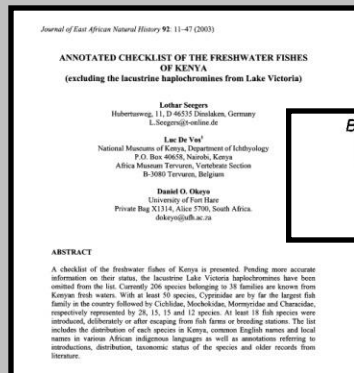 Journal of East African Natural History 92: 11–47 (2003)
ANNOTATED CHECKLIST OF THE FRESHWATER FISHES
OF KENYA
(excluding the lacustrine haplochromines from Lake Victoria)
Lothar Seegers
Hubertusweg, 11, D 46535 Dinslaken, Germany
L.Seegers@t-online.de
Luc De Vos¹
National Museums of Kenya, Department of Ichthyology
P.O. Box 40658, Nairobi, Kenya
Africa Museum Tervuren, Vertebrate Section
B-3080 Tervuren, Belgium
Daniel O. Okeyo
University of Fort Hare
Private Bag X1314, Alice 5700, South Africa.
dokeyo@ufh.ac.za
ABSTRACT
A checklist of the freshwater fishes of Kenya is presented. Pending more accurate
information on their status, the lacustrine Lake Victoria haplochromines have been
omitted from the list. Currently 206 species belonging to 38 families are known from
Kenyan fresh waters. With at least 50 species, Cyprinidae are by far the largest fish
family in the country followed by Cichlidae, Mochokidae, Mormyridae and Characidae,
respectively represented by 28, 15, 15 and 12 species. At least 18 fish species were
introduced, deliberately or after escaping from fish farms or breeding stations. The list
includes the distribution of each species in Kenya, common English names and local
names in various African indigenous languages as well as annotations referring to
introductions, distribution, taxonomic status of the species and older records from
literature.